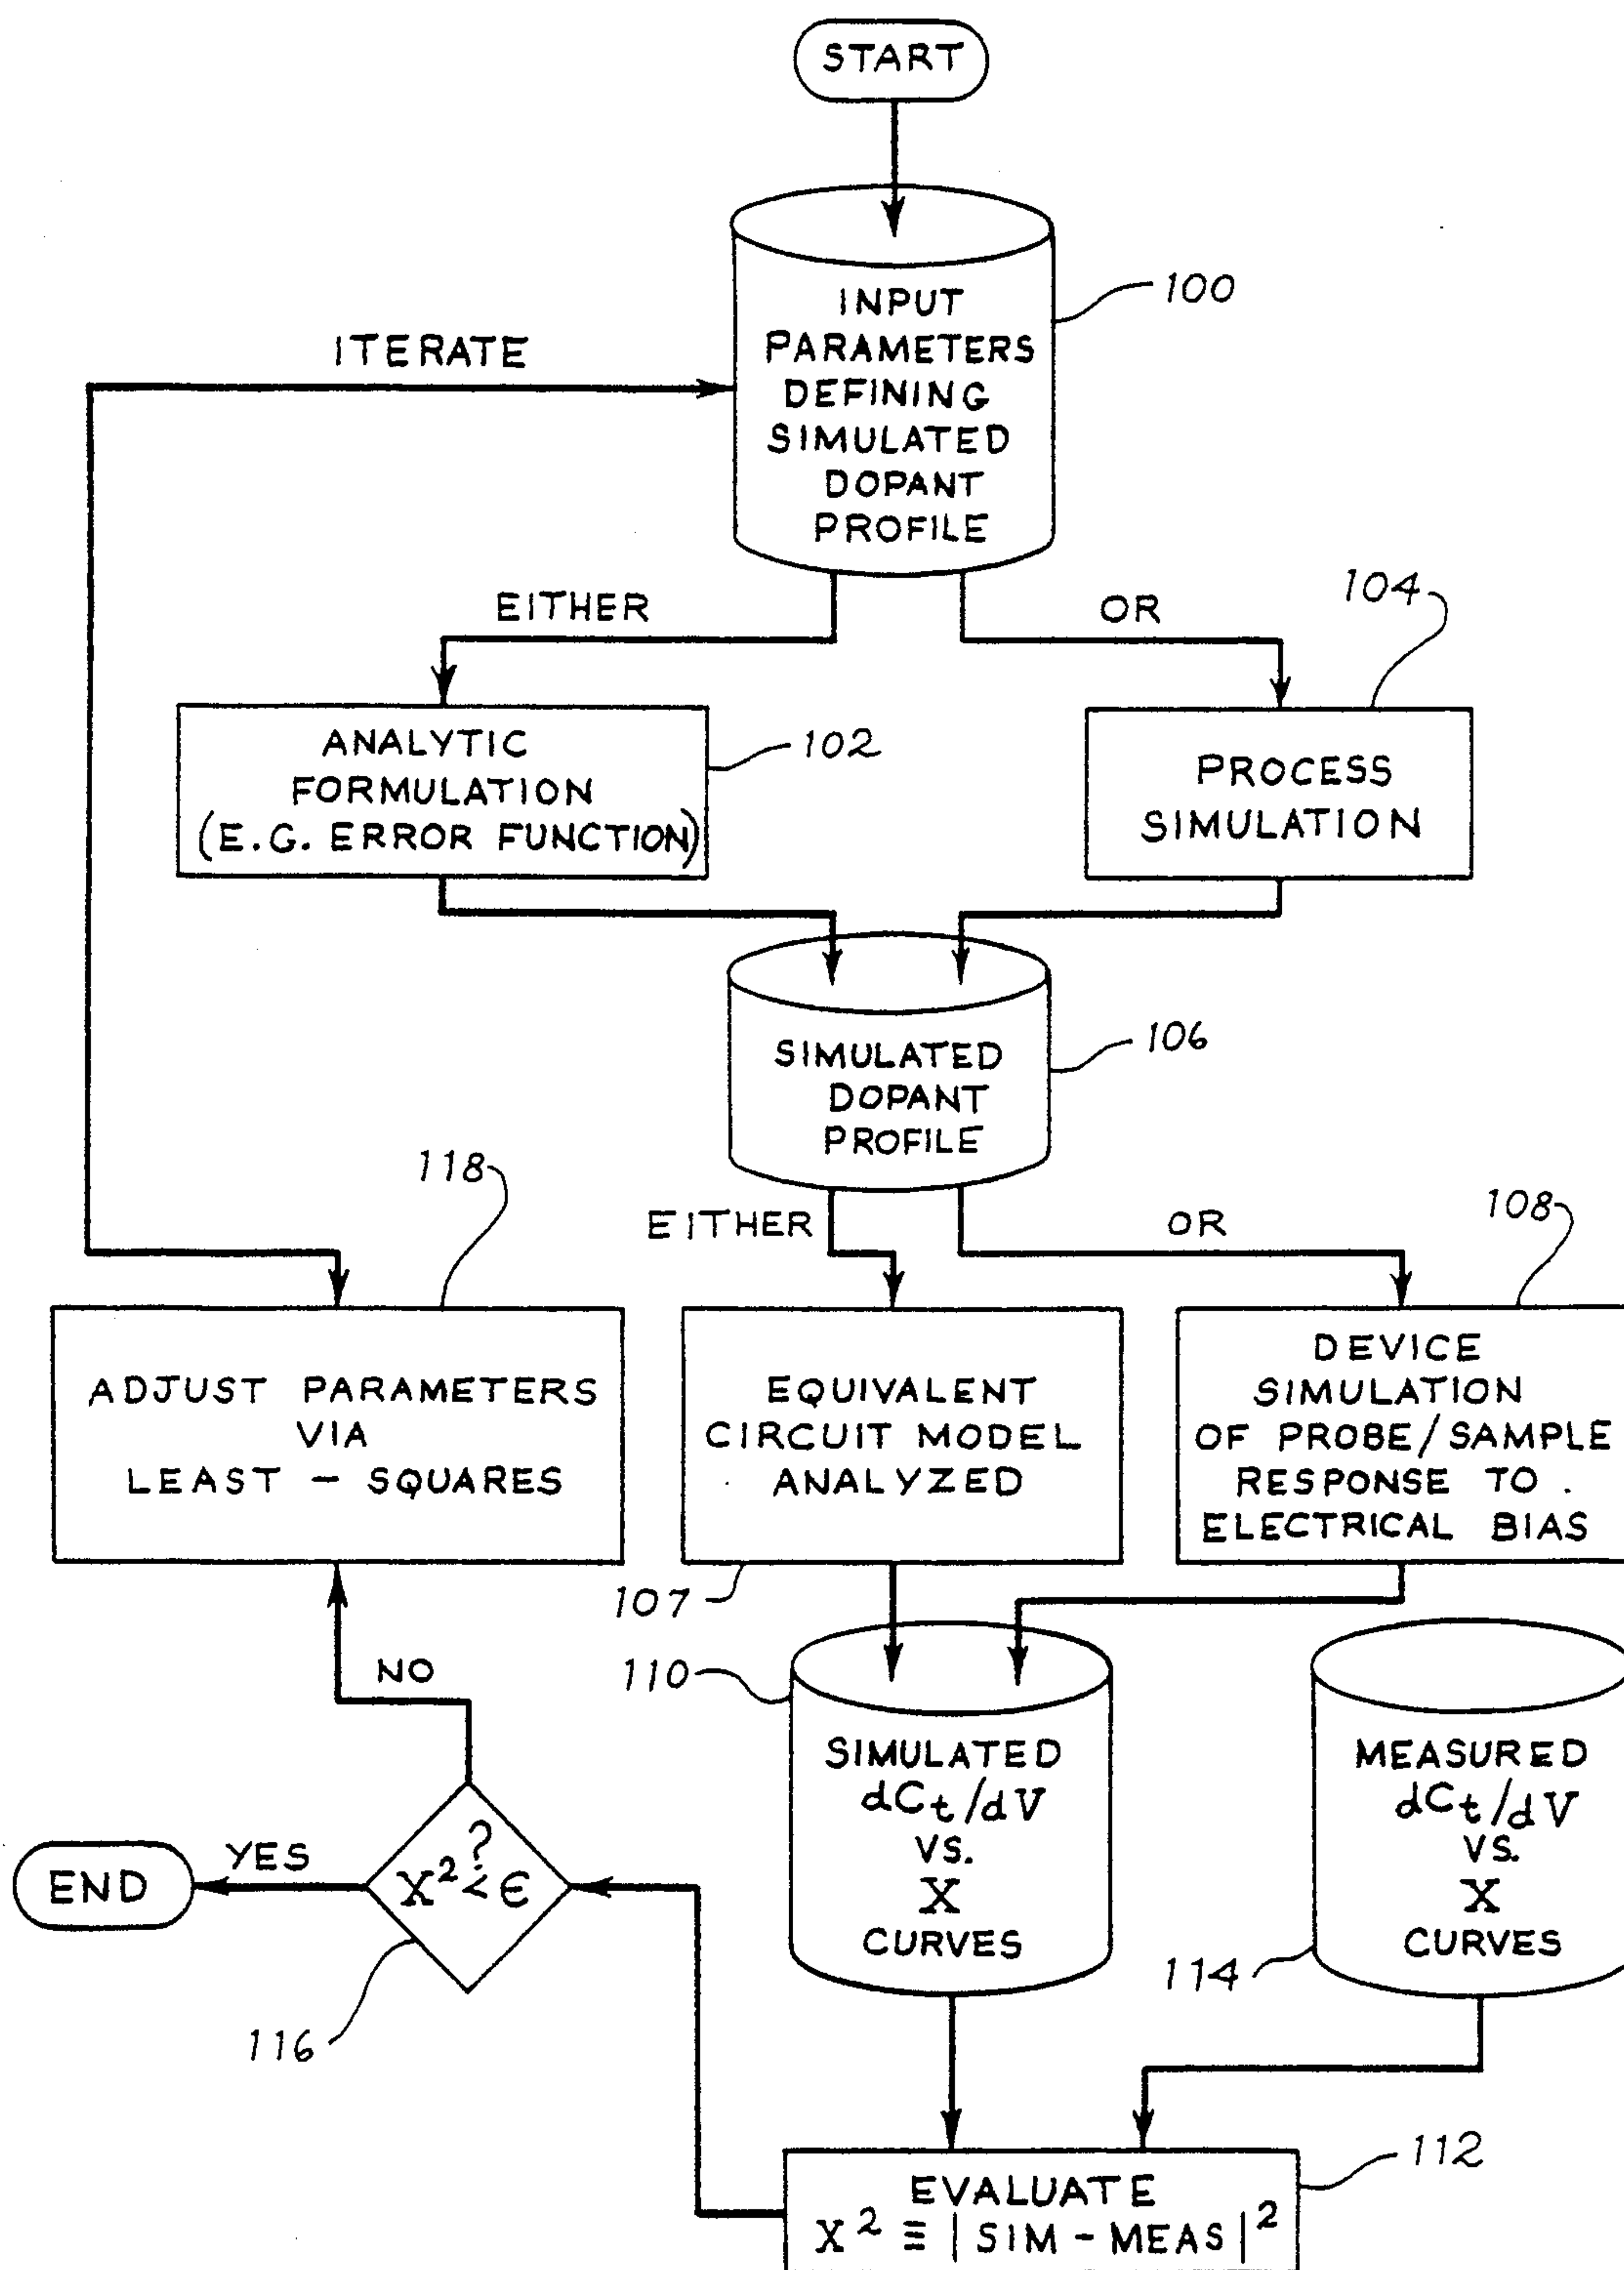 START
INPUT
PARAMETERS
DEFINING
SIMULATED
DOPANT
PROFILE
100
ITERATE
EITHER
OR
104
ANALYTIC
FORMULATION
(E.G. ERROR FUNCTION)
102
PROCESS
SIMULATION
SIMULATED
DOPANT
PROFILE
106
118
EITHER
OR
108
ADJUST PARAMETERS
VIA
LEAST - SQUARES
EQUIVALENT
CIRCUIT MODEL
ANALYZED
DEVICE
SIMULATION
OF PROBE/SAMPLE
RESPONSE TO
ELECTRICAL BIAS
107
110
NO
SIMULATED
dCt/dV
VS.
X
CURVES
MEASURED
dCt/dV
VS.
X
CURVES
114
END
YES
?
X² < ϵ
116
112
EVALUATE
X² ≡ |SIM - MEAS|²